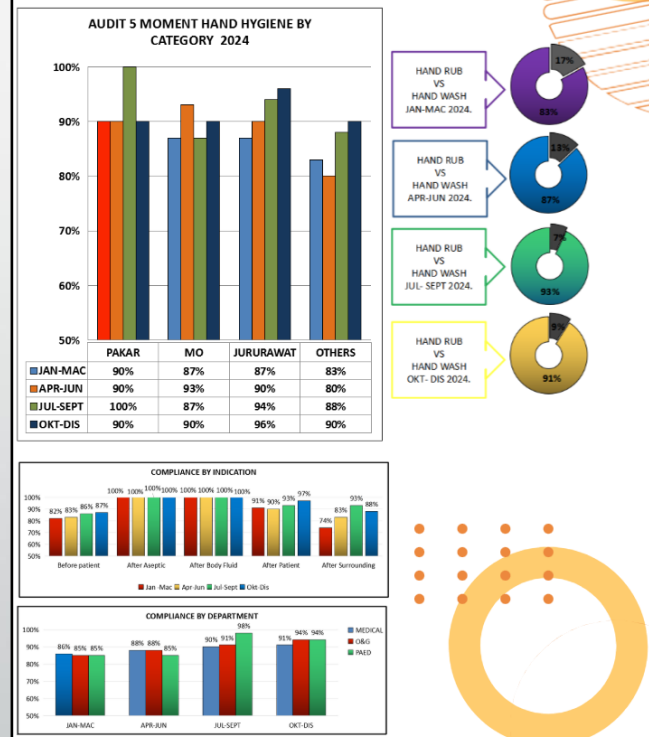 AUDIT 5 MOMENT HAND HYGIENE BY
CATEGORY 2024
100%
90%
80%
70%
60%
50%
PAKAR MO JURURAWAT OTHERS
JAN-MAC 90% 87% 87% 83%
APR-JUN 90% 93% 90% 80%
JUL-SEPT 100% 87% 94% 88%
OKT-DIS 90% 90% 96% 90%
HAND RUB
VS
HAND WASH
JAN-MAC 2024.
17%
83%
HAND RUB
VS
HAND WASH
APR-JUN 2024.
13%
87%
HAND RUB
VS
HAND WASH
JUL- SEPT 2024.
7%
93%
HAND RUB
VS
HAND WASH
OKT- DIS 2024.
9%
91%
COMPLIANCE BY INDICATION
100%
90%
80%
70%
60%
50%
82% 83% 86% 87%
100% 100% 100% 100%
100% 100% 100% 100%
91% 90% 93% 97%
74% 83% 93% 88%
Before patient After Aseptic After Body Fluid After Patient After Surrounding
Jan -Mac Apr-Jun Jul-Sept Okt-Dis
COMPLIANCE BY DEPARTMENT
100%
90%
80%
70%
60%
50%
86% 85% 85%
88% 88% 85%
90% 91% 98%
91% 94% 94%
JAN-MAC APR-JUN JUL-SEPT OKT-DIS
MEDICAL
O&G
PAED